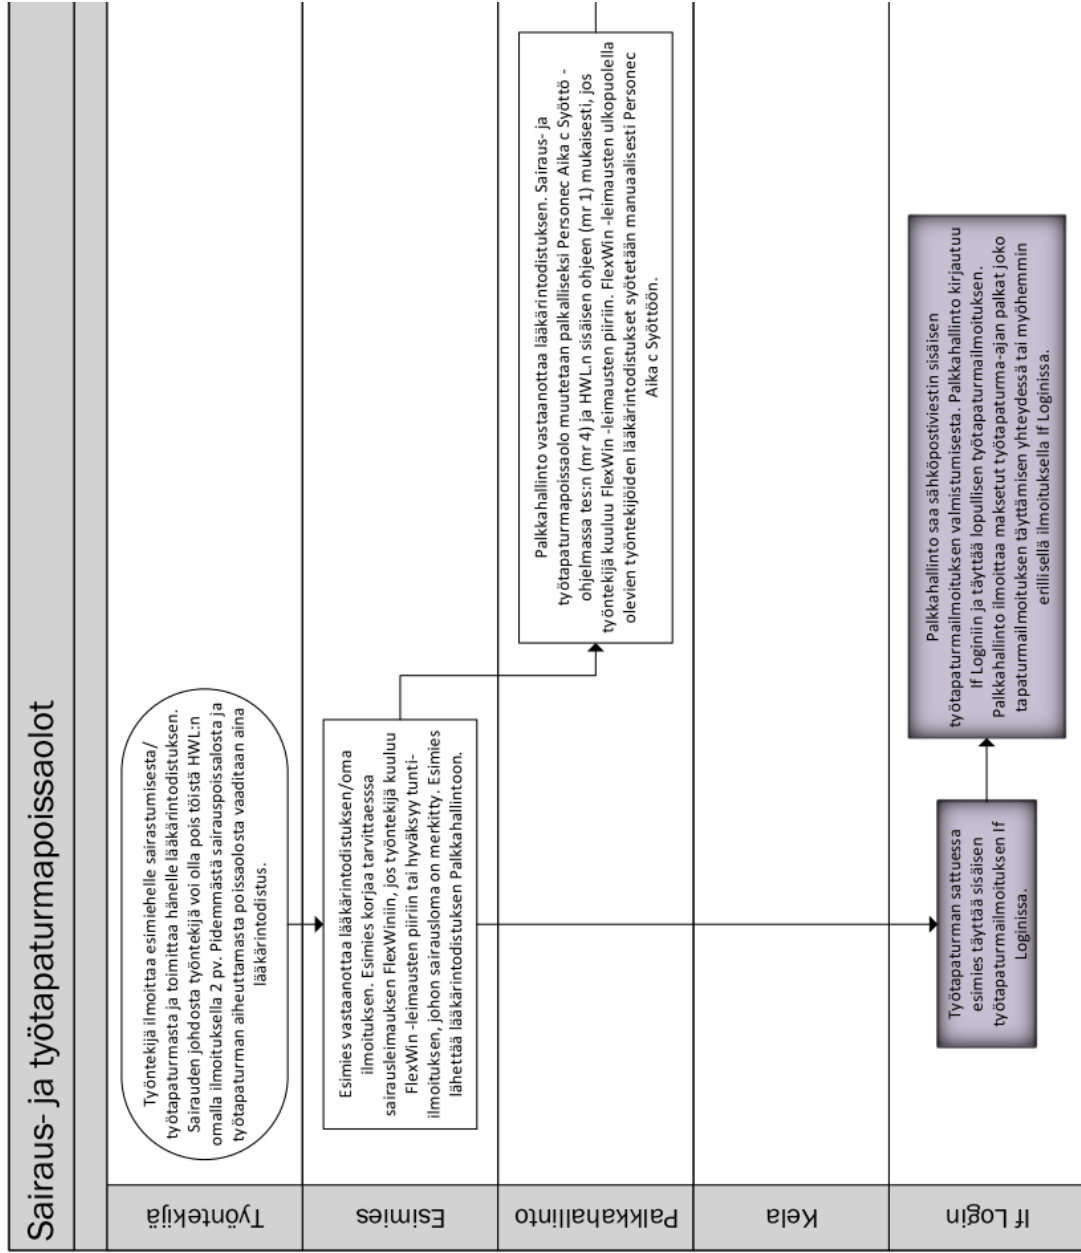 Sairaus- ja työtapaturmapoissaolot
Työntekijä
Työntekijä ilmoittaa esimiehelle sairastumisesta/
työtapaturmasta ja toimittaa hänelle lääkärintodistuksen.
Sairauden johdosta työntekijä voi olla pois töistä HWL:n
omalla ilmoituksella 2 pv. Pidemmästä sairauspoissalosta ja
työtapaturman aiheuttamasta poissaolosta vaaditaan aina
lääkärintodistus.
Esimies
Esimies vastaanottaa lääkärintodistuksen/oma
ilmoituksen. Esimies korjaa tarvittaesssa
sairausleimauksen FlexWiniin, jos työntekijä kuuluu
FlexWin -leimausten piiriin tai hyväksyy tunti-
ilmoituksen, johon sairausloma on merkitty. Esimies
lähettää lääkärintodistuksen Palkkahallintoon.
Palkkahallinto
Palkkahallinto vastaanottaa lääkärintodistuksen. Sairaus- ja
työtapaturmapoissaolo muutetaan palkalliseksi Personec Aika c Syöttö -
ohjelmassa tes:n (mr 4) ja HWL:n sisäisen ohjeen (mr 1) mukaisesti, jos
työntekijä kuuluu FlexWin -leimausten piiriin. FlexWin -leimausten ulkopuolella
olevien työntekijöiden lääkärintodistukset syötetään manuaalisesti Personec
Aika c Syöttöön.
Kela
If Login
Työtapaturman sattuessa
esimies täyttää sisäisen
työtapaturmailmoituksen If
Loginissa.
Palkkahallinto saa sähköpostiviestin sisäisen
työtapaturmailmoituksen valmistumisesta. Palkkahallinto kirjautuu
If Loginiin ja täyttää lopullisen työtapaturmailmoituksen.
Palkkahallinto ilmoittaa maksetut työtapaturma-ajan palkat joko
tapaturmailmoituksen täyttämisen yhteydessä tai myöhemmin
erillisellä ilmoituksella If Loginissa.